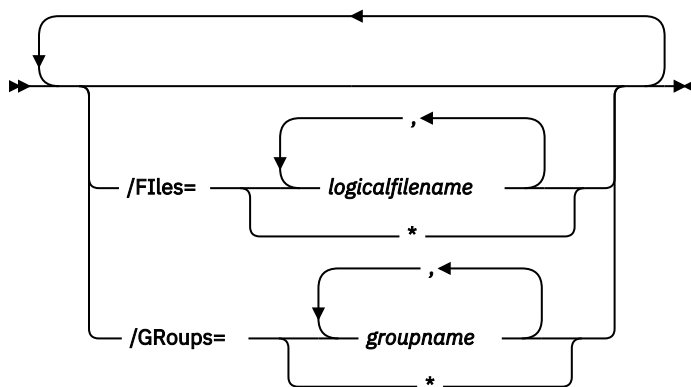 ,
/FIles= logicalfilename
*
,
/GRoups= groupname
*